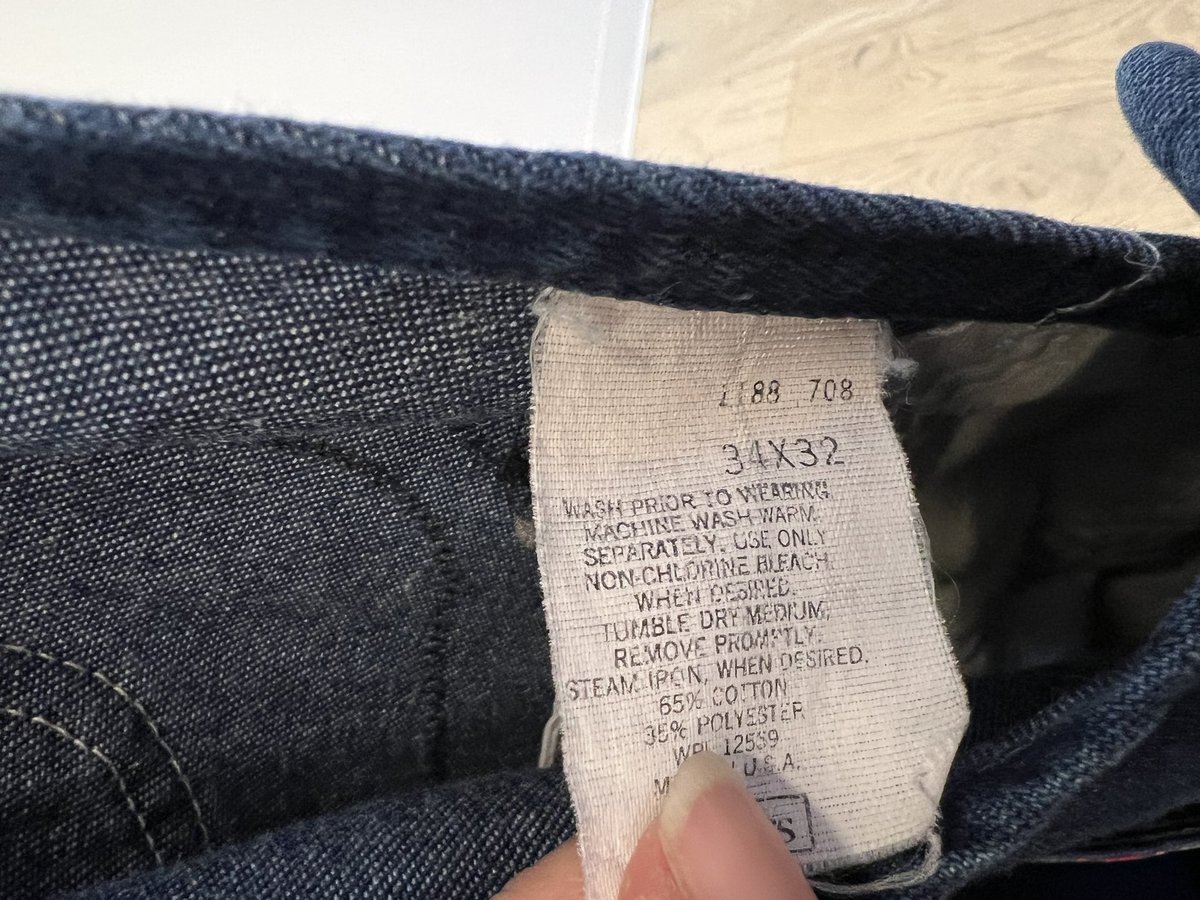 1188 708
34X32
WASH PRIOR TO WEARING
MACHINE WASH WARM.
SEPARATELY. USE ONLY
NON-CHLORINE BLEACH
WHEN DESIRED.
TUMBLE DRY MEDIUM,
REMOVE PROMPTLY.
STEAM IRON, WHEN DESIRED.
65% COTTON
35% POLYESTER
WPL 12559
U.S.A.